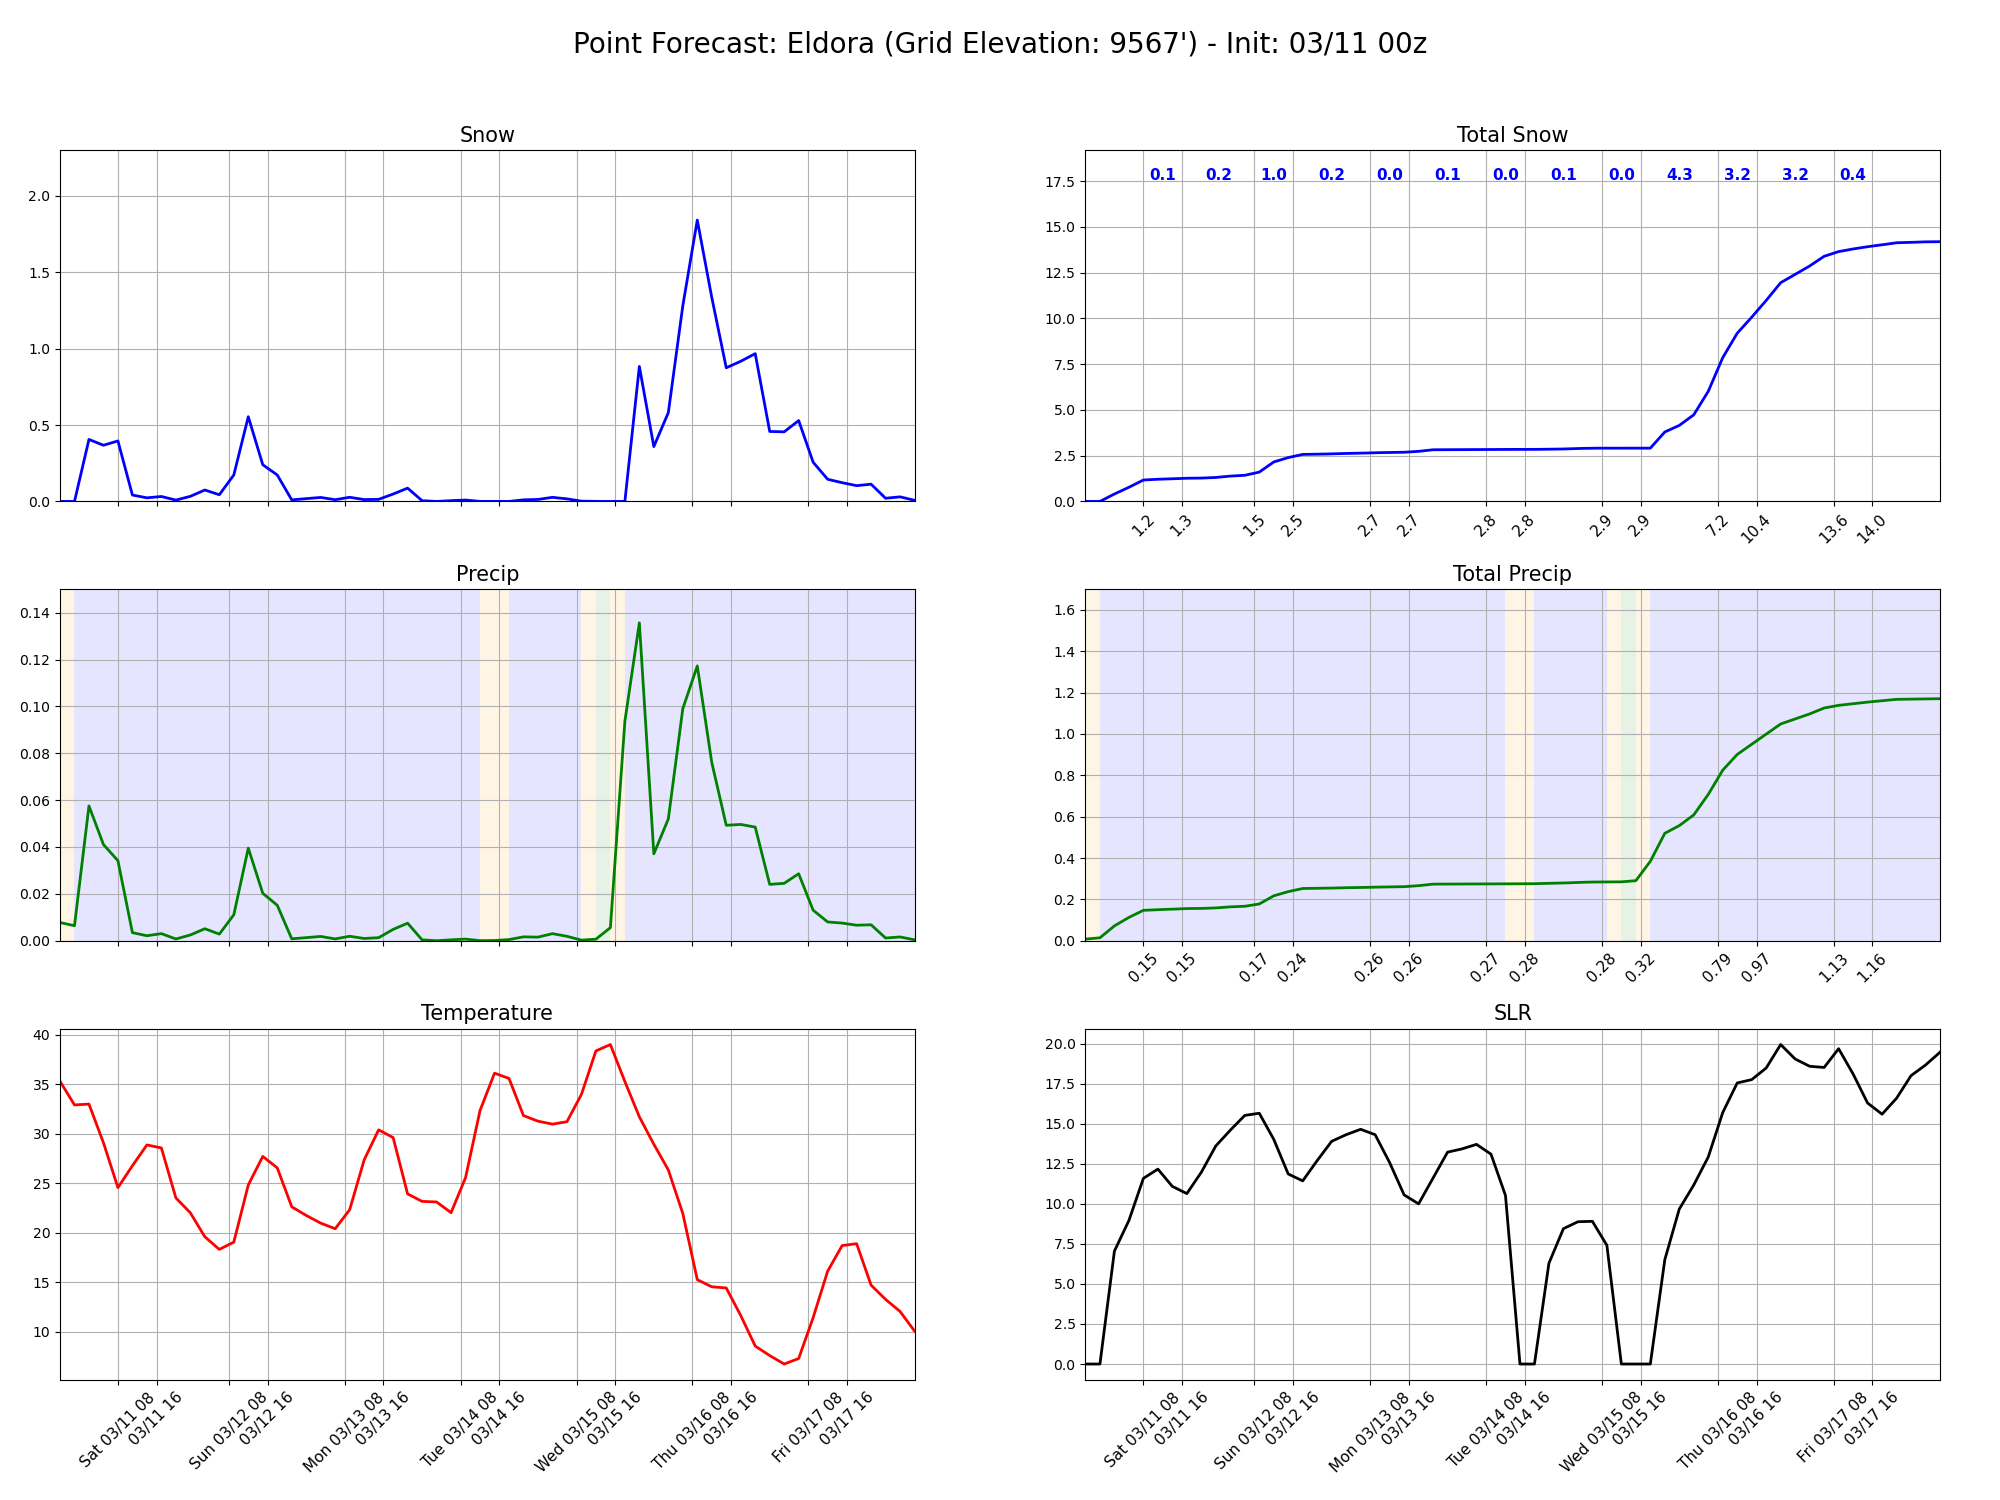 Point Forecast: Eldora (Grid Elevation: 9567') - Init: 03/11 00z
Snow
2.0
1.5
1.0
0.5
0.0
Total Snow
0.1 0.2 1.0 0.2 0.0 0.1 0.0 0.1 0.0 4.3 3.2 3.2 0.4
17.5
15.0
12.5
10.0
7.5
5.0
2.5
0.0
1.2 1.3 1.5 2.5 2.7 2.7 2.8 2.8 2.9 2.9 7.2 10.4 13.6 14.0
Precip
0.14
0.12
0.10
0.08
0.06
0.04
0.02
0.00
Total Precip
1.6
1.4
1.2
1.0
0.8
0.6
0.4
0.2
0.0
0.15 0.15 0.17 0.24 0.26 0.26 0.27 0.28 0.28 0.32 0.79 0.97 1.13 1.16
Temperature
40
35
30
25
20
15
10
Sat 03/11 08
03/11 16
Sun 03/12 08
03/12 16
Mon 03/13 08
03/13 16
Tue 03/14 08
03/14 16
Wed 03/15 08
03/15 16
Thu 03/16 08
03/16 16
Fri 03/17 08
03/17 16
SLR
20.0
17.5
15.0
12.5
10.0
7.5
5.0
2.5
0.0
Sat 03/11 08
03/11 16
Sun 03/12 08
03/12 16
Mon 03/13 08
03/13 16
Tue 03/14 08
03/14 16
Wed 03/15 08
03/15 16
Thu 03/16 08
03/16 16
Fri 03/17 08
03/17 16